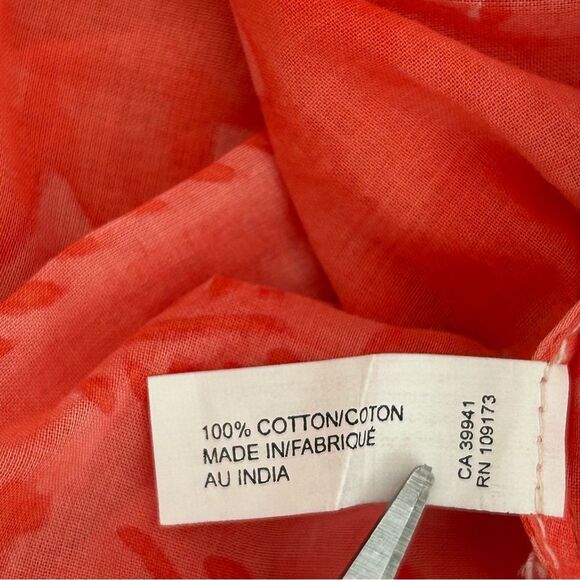 100% COTTON/COTON
MADE IN/FABRIQUÉ
AU INDIA
CA 39941
RN 109173